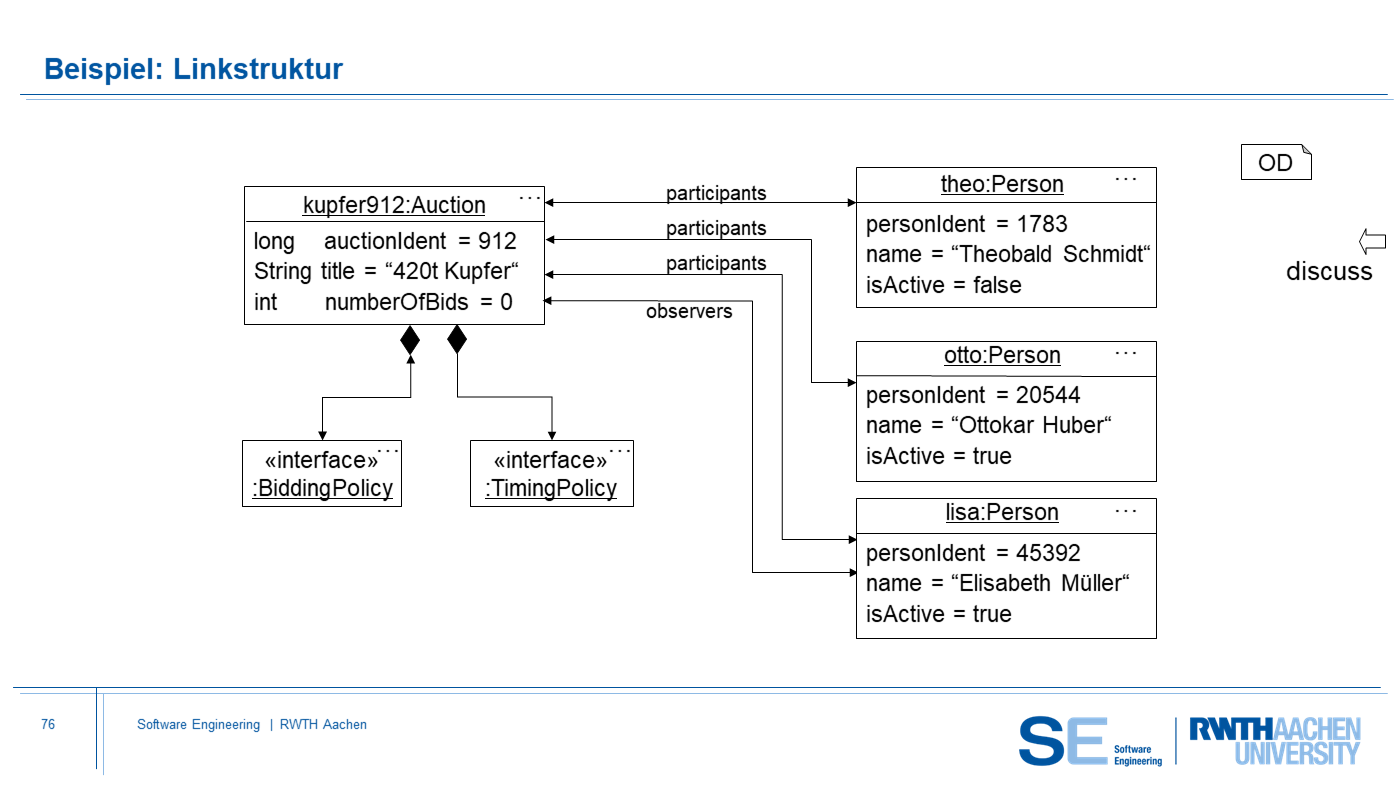 Beispiel: Linkstruktur
OD
discuss
kupfer912:Auction ...
long auctionIdent = 912
String title = “420t Kupfer“
int numberOfBids = 0
participants
participants
participants
observers
theo:Person ...
personIdent = 1783
name = “Theobald Schmidt“
isActive = false
otto:Person ...
personIdent = 20544
name = “Ottokar Huber“
isActive = true
lisa:Person ...
personIdent = 45392
name = “Elisabeth Müller“
isActive = true
«interface» ...
:BiddingPolicy
«interface» ...
:TimingPolicy
76
Software Engineering | RWTH Aachen
SE Software
Engineering
RWTHAACHEN
UNIVERSITY